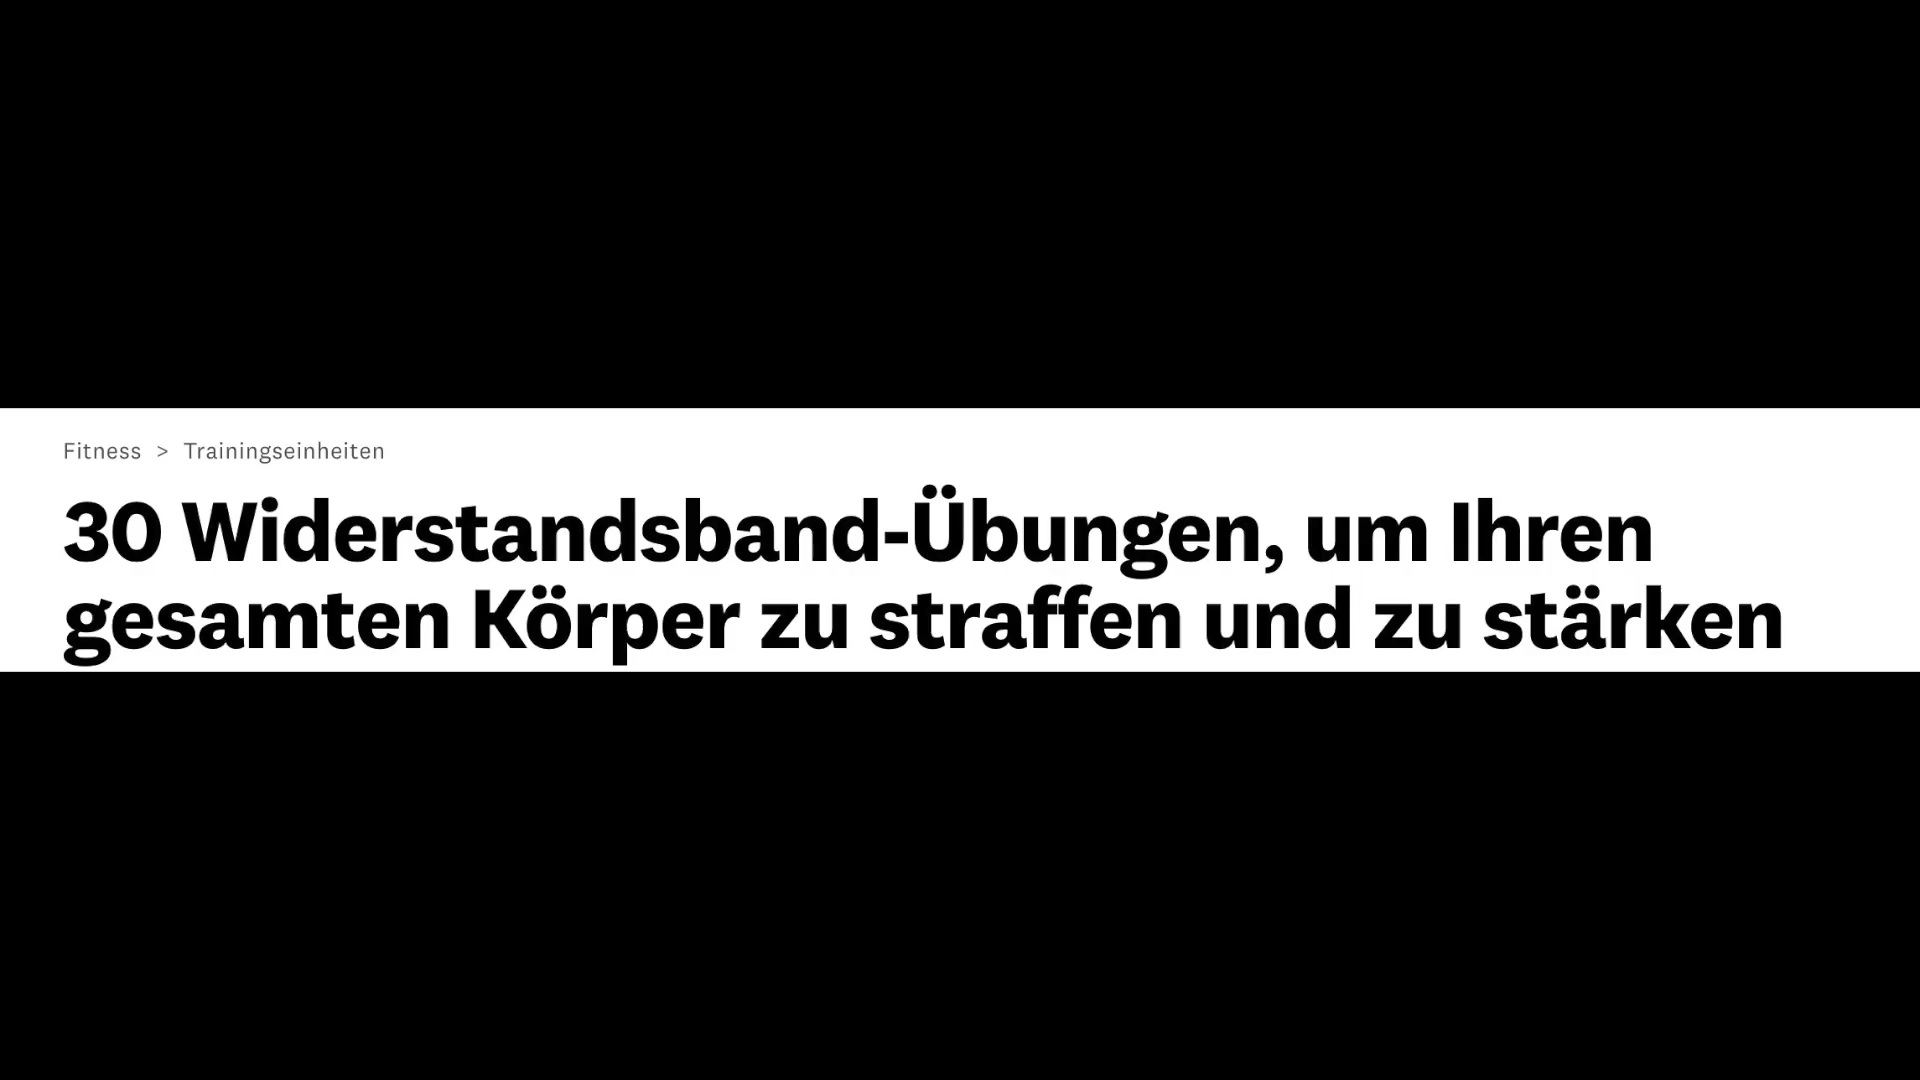 Fitness > Trainingseinheiten
30 Widerstandsband-Übungen, um Ihren
gesamten Körper zu straffen und zu stärken